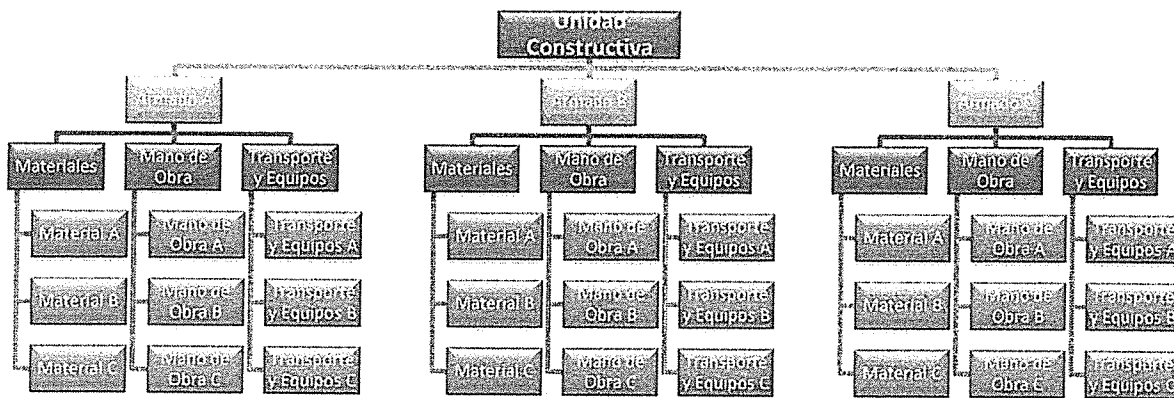 Unidad
Constructiva
Armado A
Armado B
Armado C
Materiales
Mano de
Obra
Transporte
y Equipos
Materiales
Mano de
Obra
Transporte
y Equipos
Materiales
Mano de
Obra
Transporte
y Equipos
Material A
Mano de
Obra A
Transporte
y Equipos A
Material A
Mano de
Obra A
Transporte
y Equipos A
Material A
Mano de
Obra A
Transporte
y Equipos A
Material B
Mano de
Obra B
Transporte
y Equipos B
Material B
Mano de
Obra B
Transporte
y Equipos B
Material B
Mano de
Obra B
Transporte
y Equipos B
Material C
Mano de
Obra C
Transporte
y Equipos C
Material C
Mano de
Obra C
Transporte
y Equipos C
Material C
Mano de
Obra C
Transporte
y Equipos C